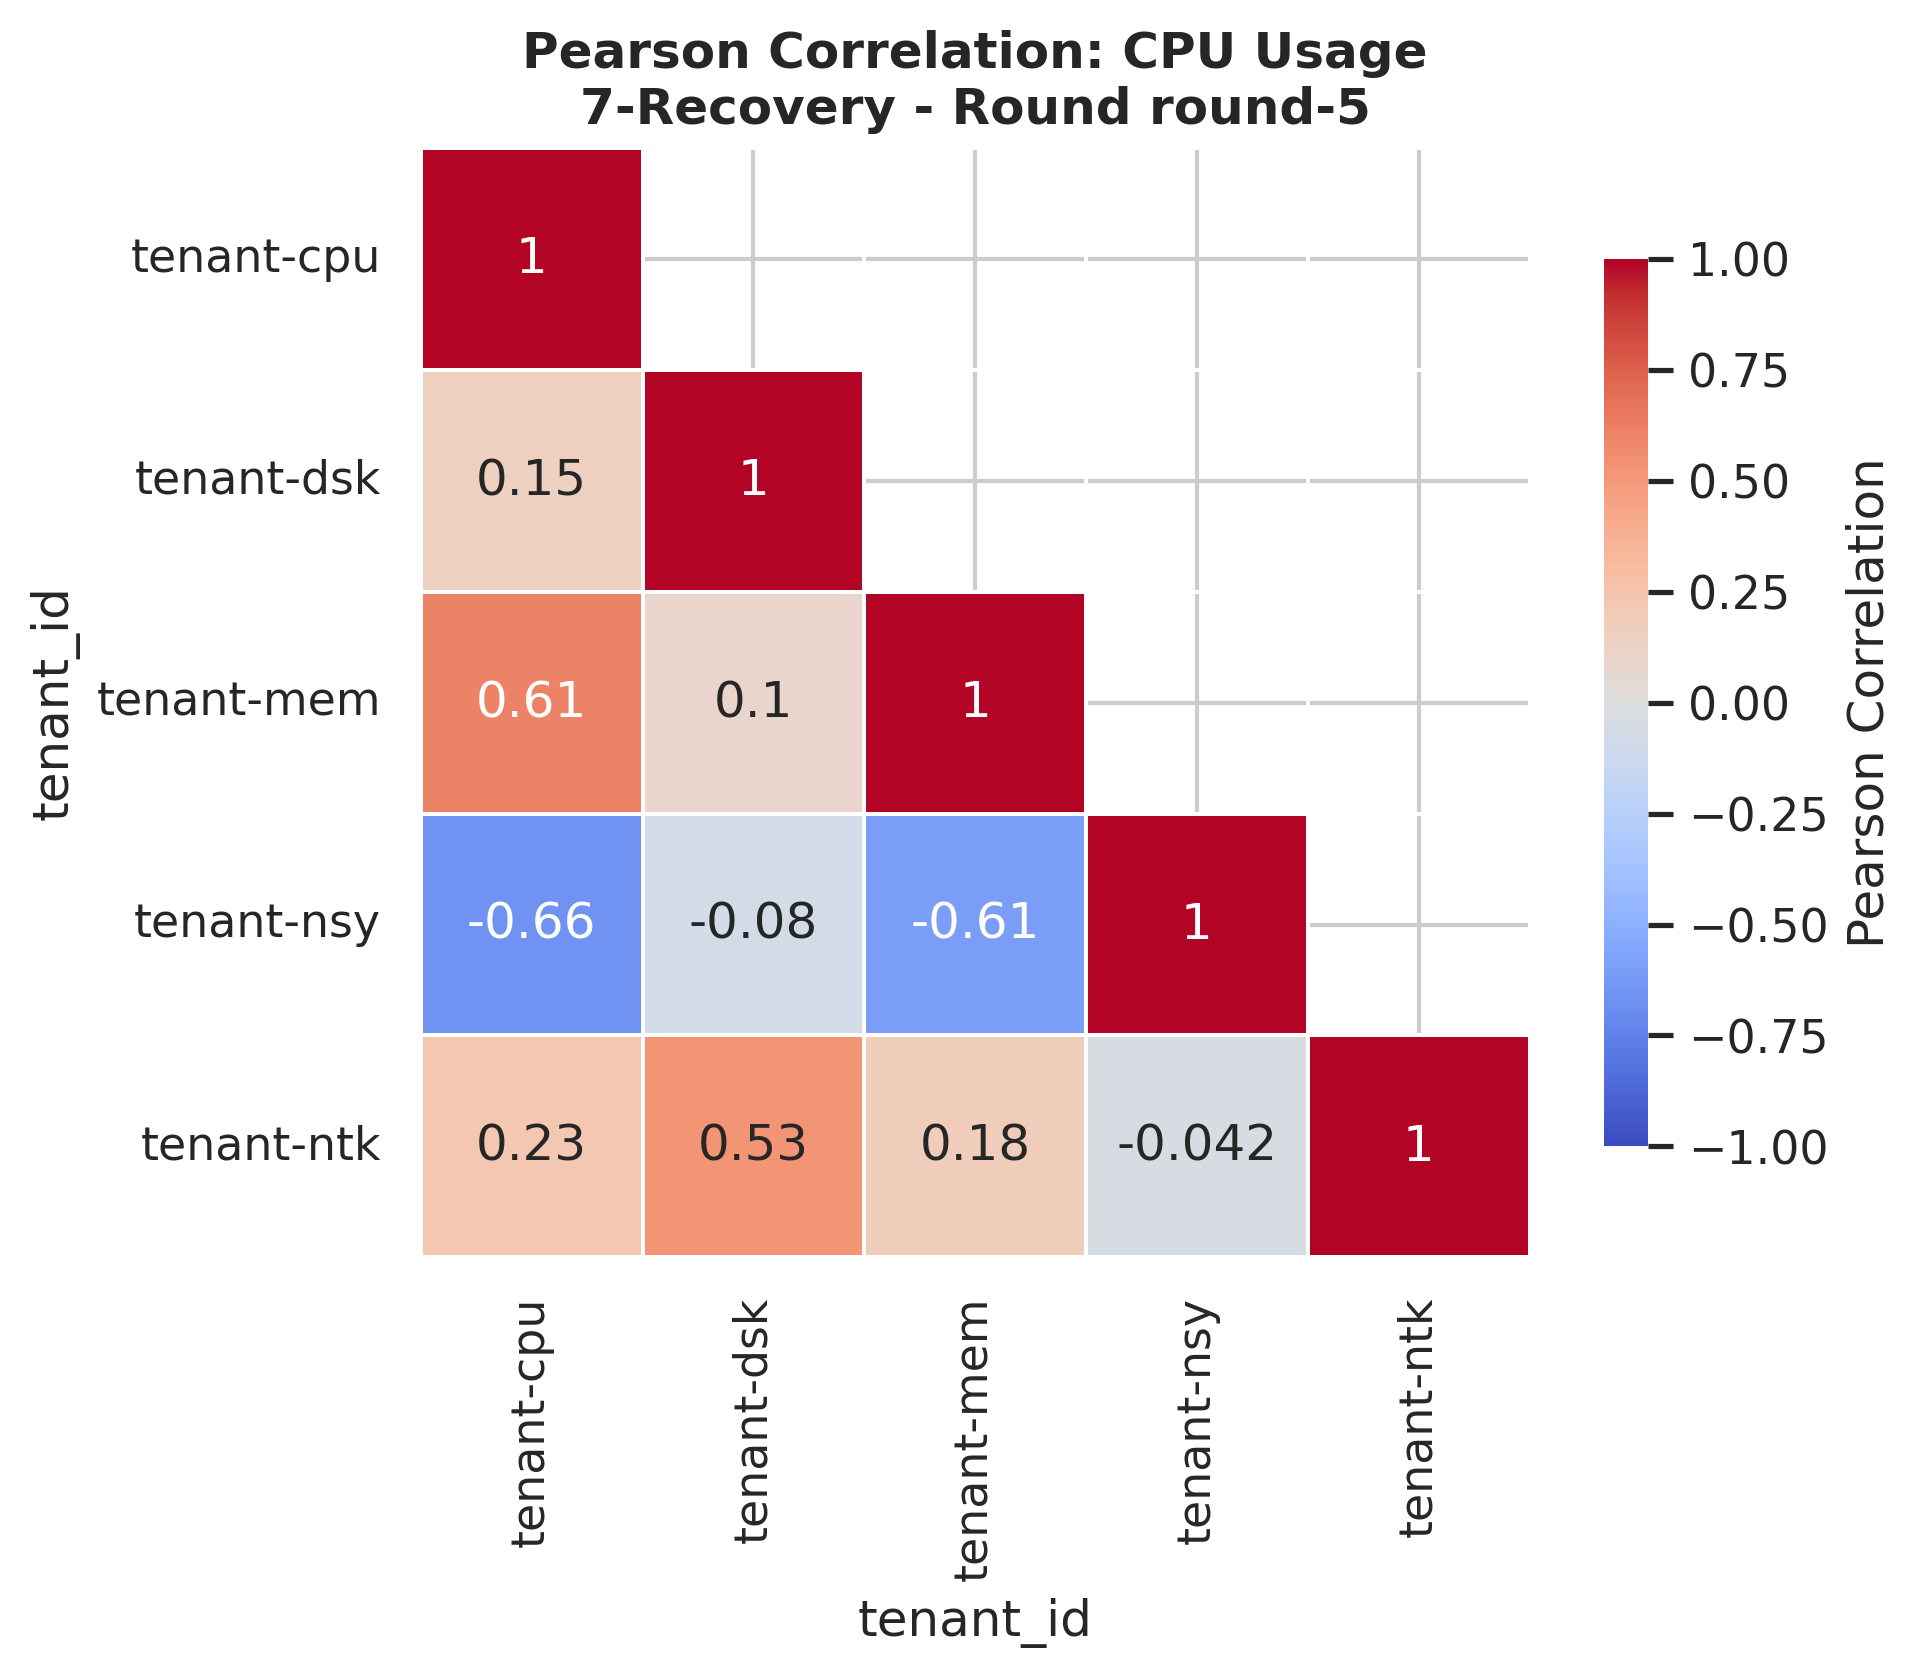 Pearson Correlation: CPU Usage
7-Recovery - Round round-5
tenant_id
tenant-cpu
1
tenant-dsk
0.15
1
tenant-mem
0.61
0.1
1
tenant-nsy
-0.66
-0.08
-0.61
1
tenant-ntk
0.23
0.53
0.18
-0.042
1
tenant-cpu
tenant-dsk
tenant-mem
tenant-nsy
tenant-ntk
tenant_id
1.00
0.75
0.50
0.25
0.00
−0.25
−0.50
−0.75
−1.00
Pearson Correlation